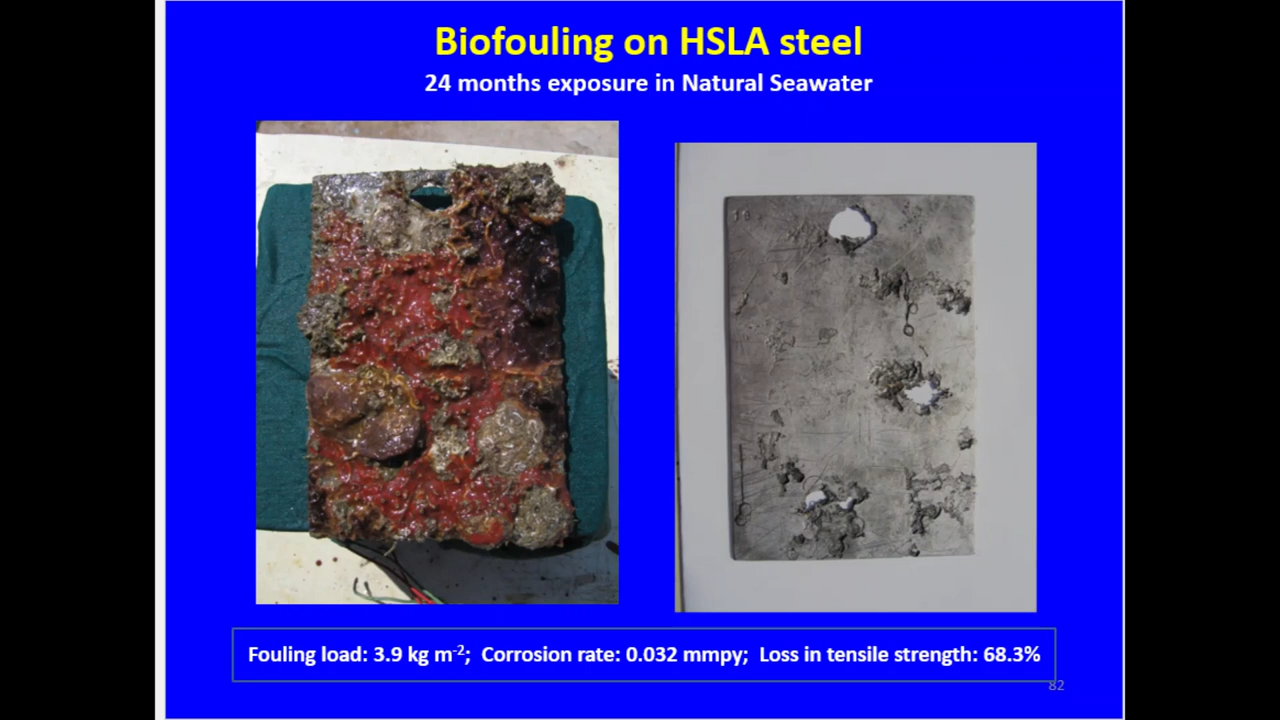 Biofouling on HSLA steel
24 months exposure in Natural Seawater
Fouling load: 3.9 kg m⁻²; Corrosion rate: 0.032 mmpy; Loss in tensile strength: 68.3%
82